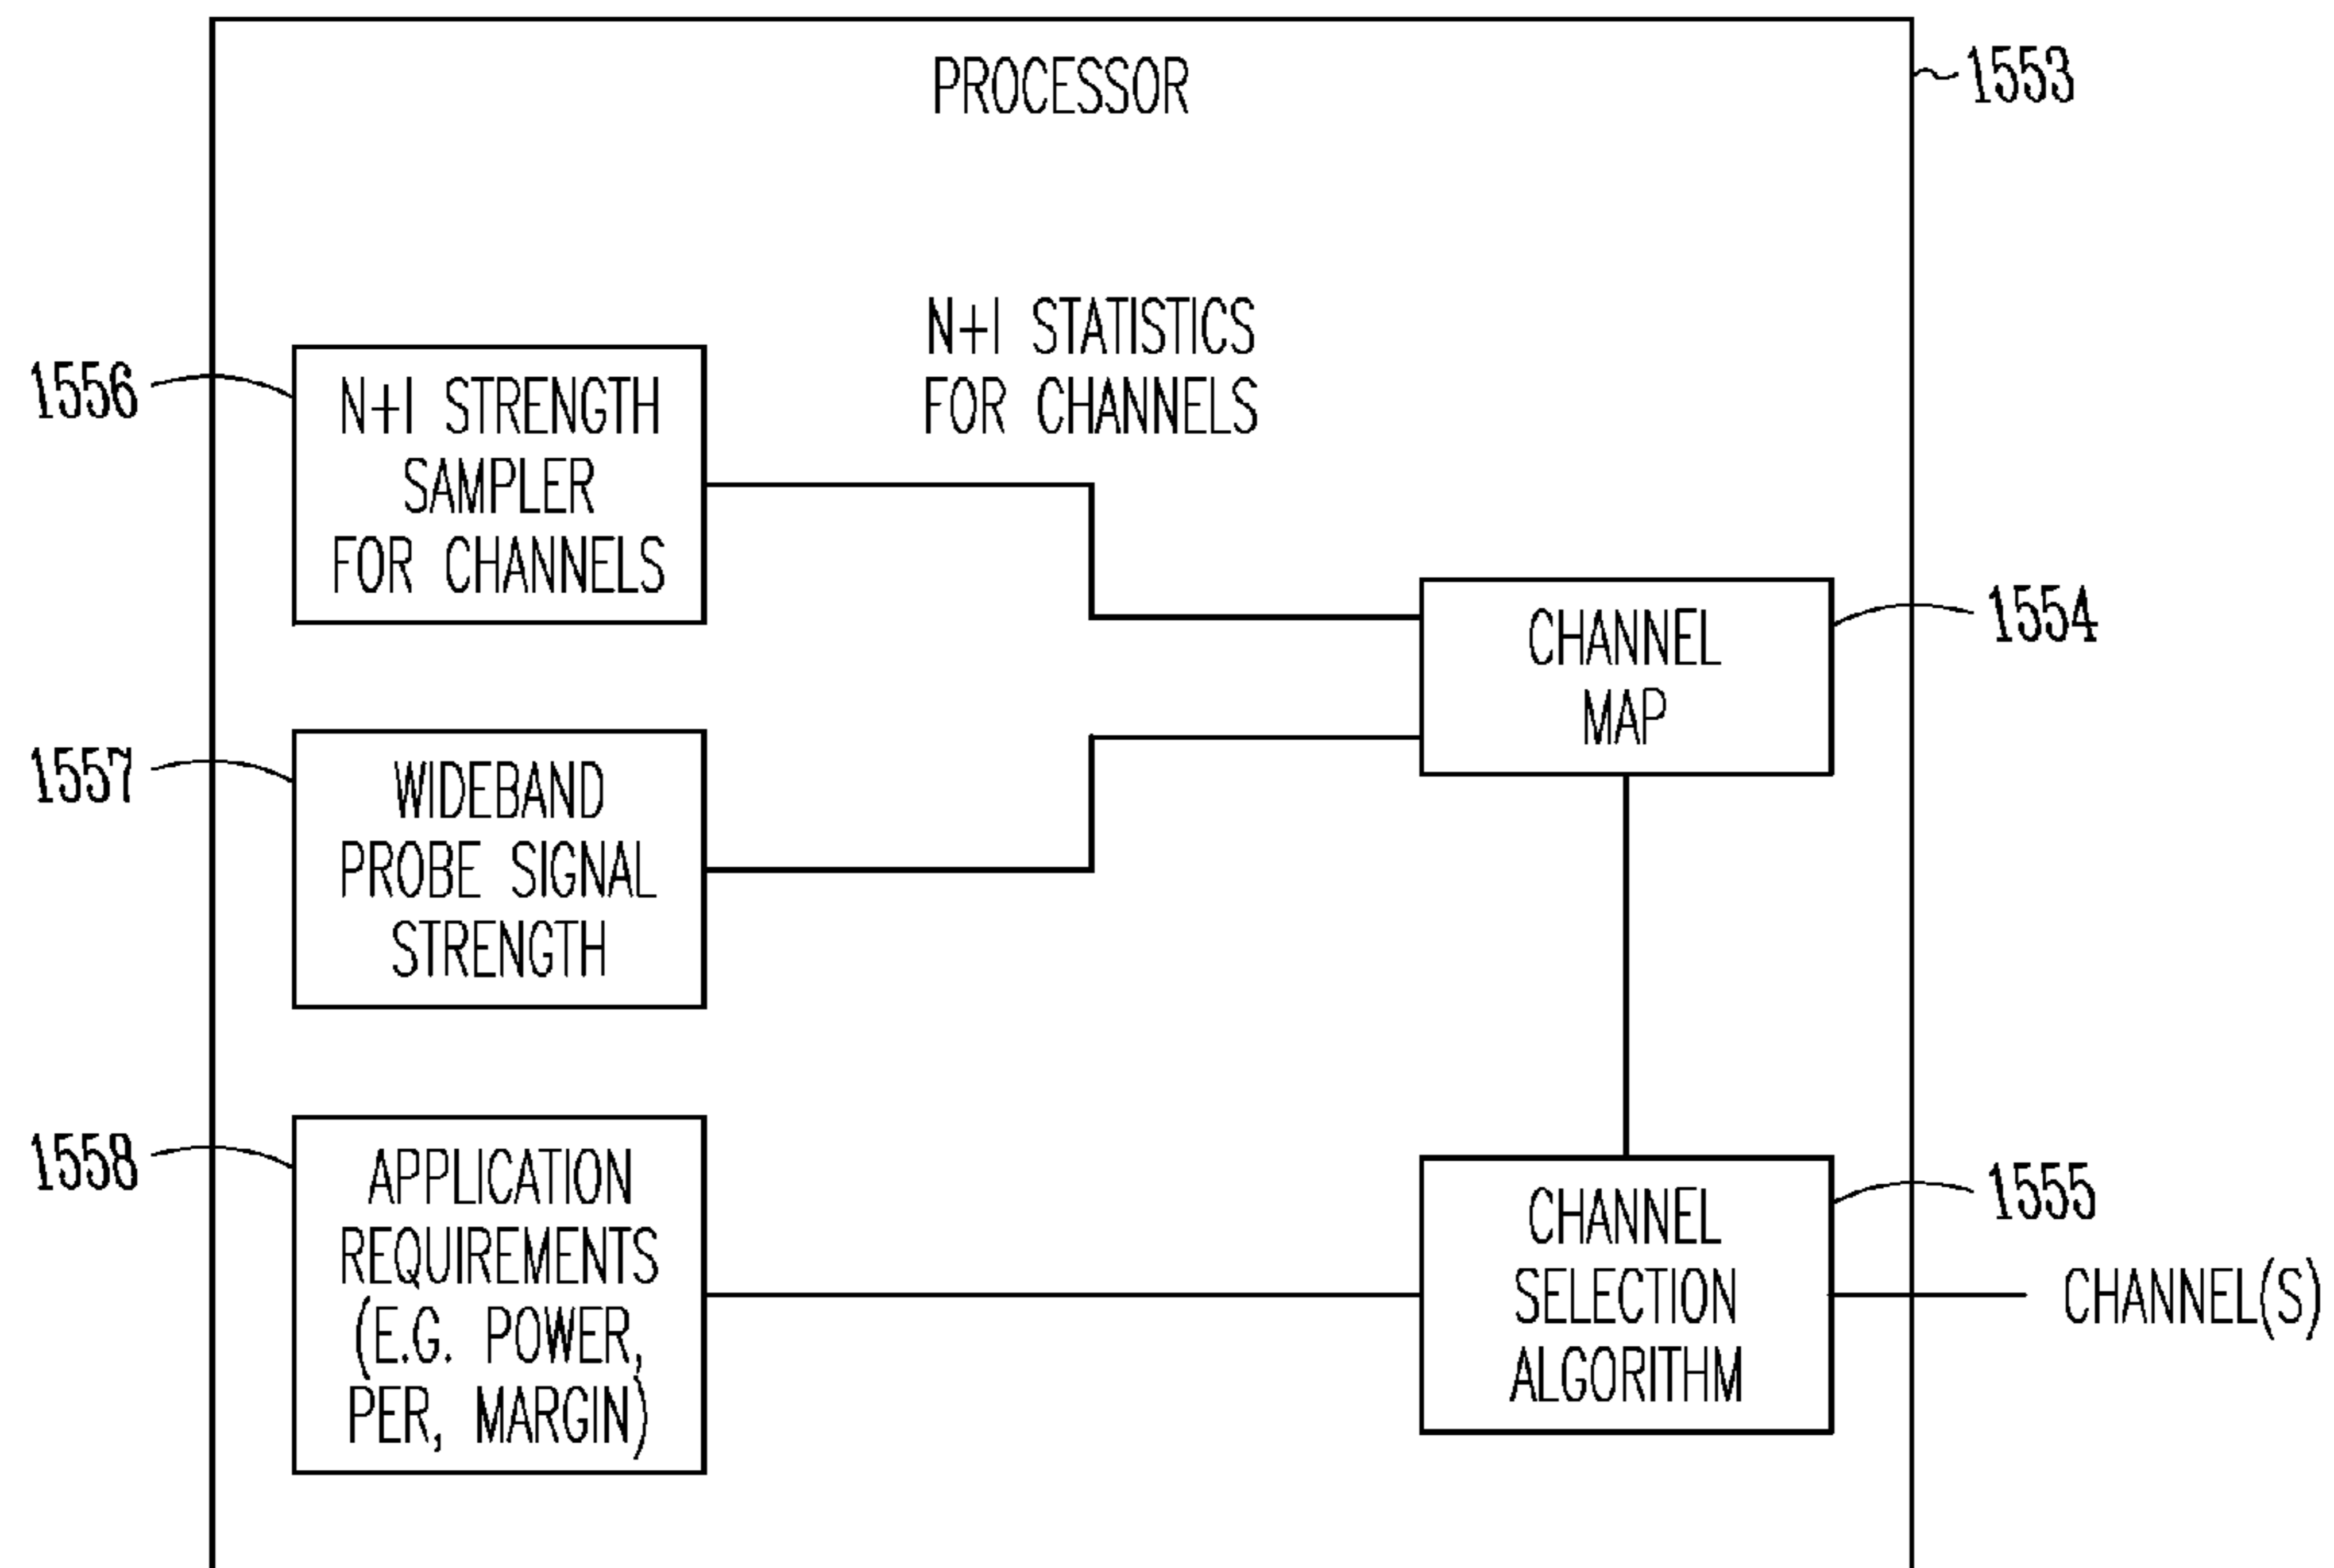 PROCESSOR
1553
N+I STATISTICS
FOR CHANNELS
1556
N+I STRENGTH
SAMPLER
FOR CHANNELS
1554
CHANNEL
MAP
1557
WIDEBAND
PROBE SIGNAL
STRENGTH
1558
APPLICATION
REQUIREMENTS
(E.G. POWER,
PER, MARGIN)
1555
CHANNEL
SELECTION
ALGORITHM
CHANNEL(S)